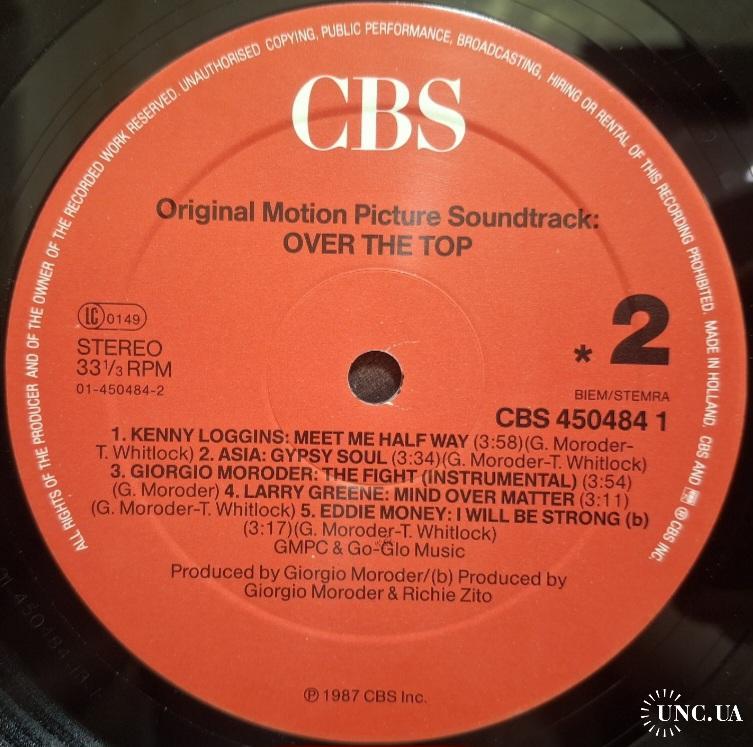 ALL RIGHTS OF THE PRODUCER AND OF THE OWNER OF THE RECORDED WORK RESERVED. UNAUTHORISED COPYING, PUBLIC PERFORMANCE, BROADCASTING, HIRING OR RENTAL OF THIS RECORDING PROHIBITED. MADE IN HOLLAND. CBS AND ® CBS INC.
CBS
Original Motion Picture Soundtrack:
OVER THE TOP
LC 0149
STEREO
33⅓ RPM
01-450484-2
* 2
BIEM/STEMRA
CBS 450484 1
1. KENNY LOGGINS: MEET ME HALF WAY (3:58)(G. Moroder-
T. Whitlock) 2. ASIA: GYPSY SOUL (3:34)(G. Moroder-T. Whitlock)
3. GIORGIO MORODER: THE FIGHT (INSTRUMENTAL) (3:54)
(G. Moroder) 4. LARRY GREENE: MIND OVER MATTER (3:11)
(G. Moroder-T. Whitlock) 5. EDDIE MONEY: I WILL BE STRONG (b)
(3:17)(G. Moroder-T. Whitlock)
GMPC & Go-Glo Music
Produced by Giorgio Moroder/(b) Produced by
Giorgio Moroder & Richie Zito
℗ 1987 CBS Inc.
UNC.UA